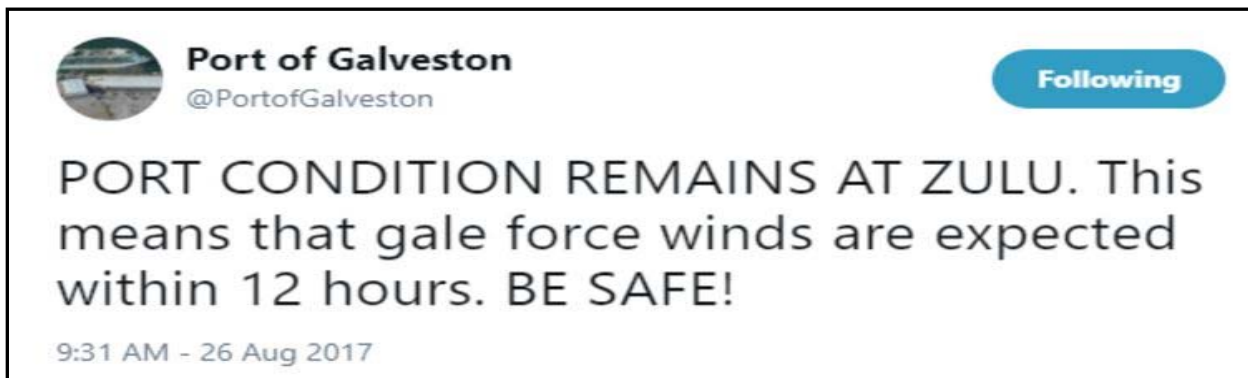 Port of Galveston
@PortofGalveston
Following
PORT CONDITION REMAINS AT ZULU. This
means that gale force winds are expected
within 12 hours. BE SAFE!
9:31 AM - 26 Aug 2017